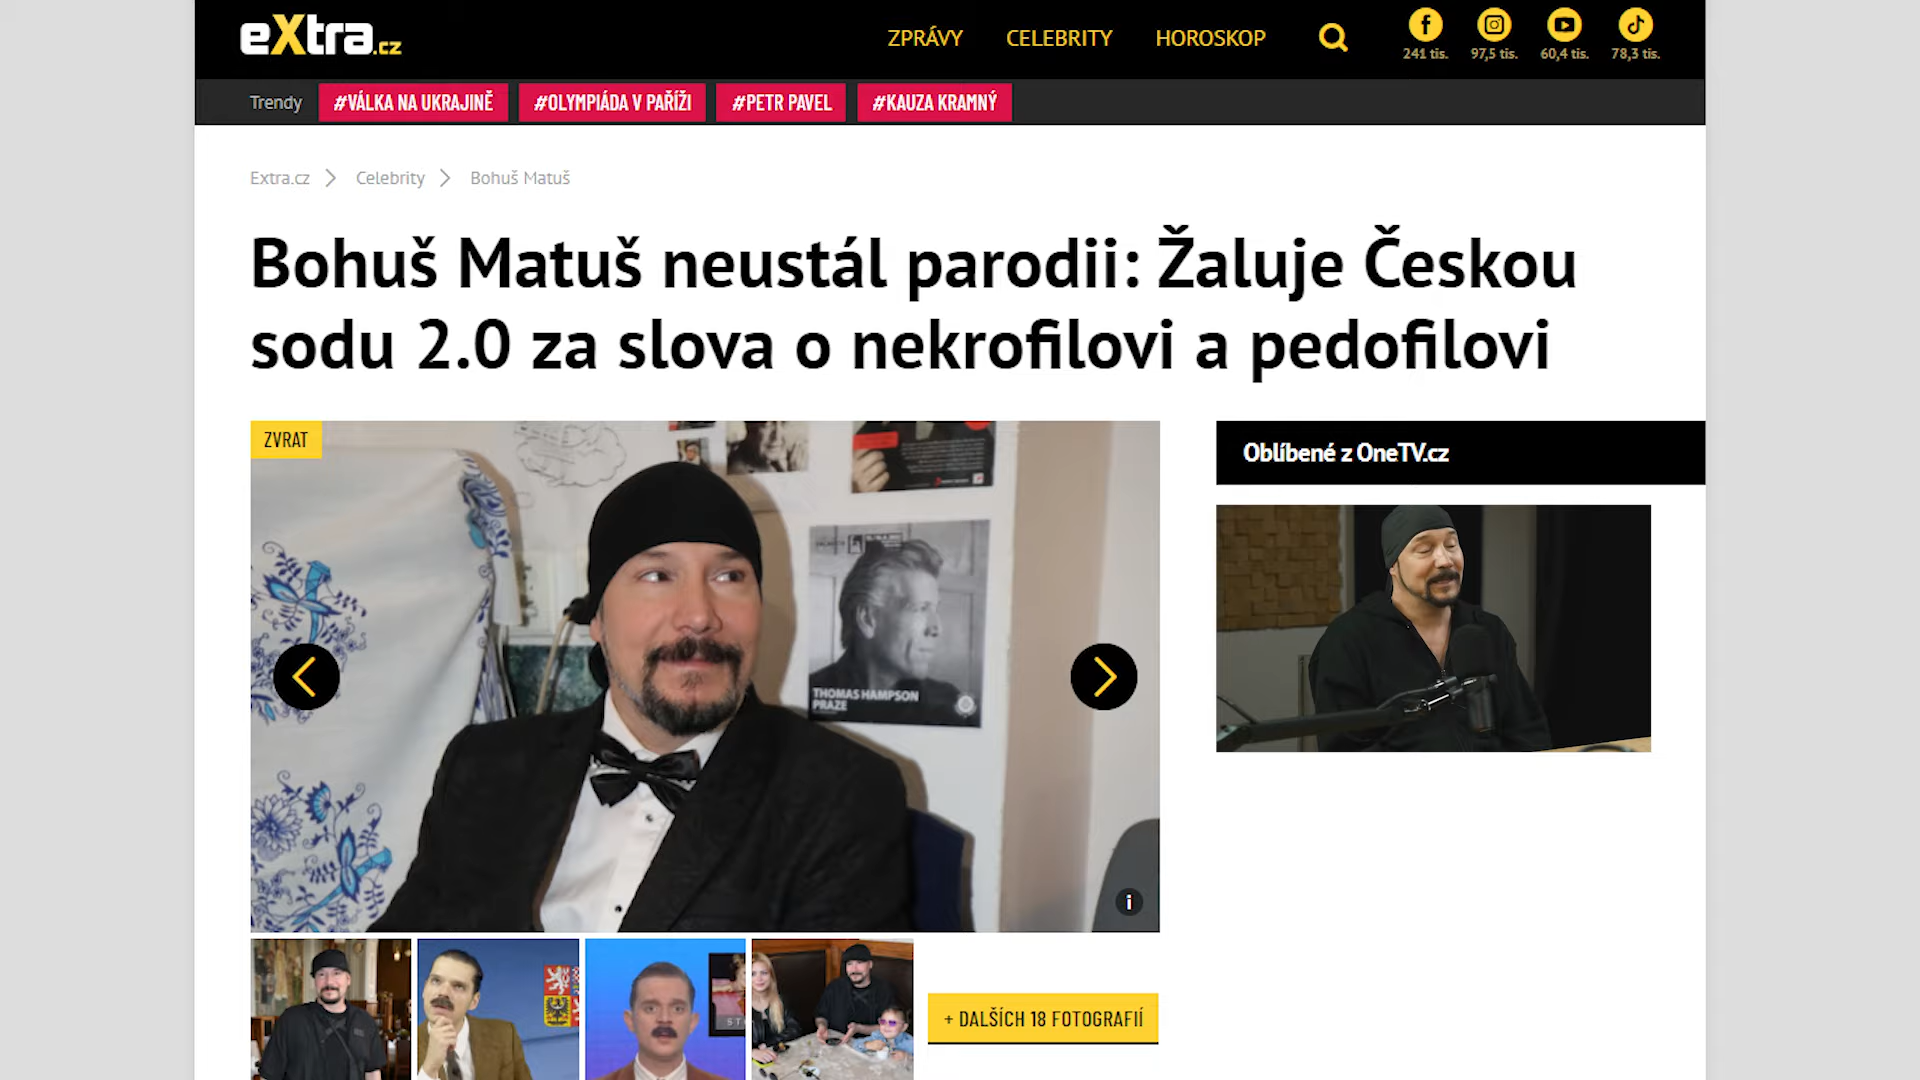 eXtra.cz
ZPRÁVY
CELEBRITY
HOROSKOP
241 tis.
97,5 tis.
60,4 tis.
78,3 tis.
Trendy
#VÁLKA NA UKRAJINĚ
#OLYMPIÁDA V PAŘÍŽI
#PETR PAVEL
#KAUZA KRAMNÝ
Extra.cz
Celebrity
Bohuš Matuš
Bohuš Matuš neustál parodii: Žaluje Českou
sodu 2.0 za slova o nekrofilovi a pedofilovi
ZVRAT
THOMAS HAMPSON
PRAZE
i
Oblíbené z OneTV.cz
+ DALŠÍCH 18 FOTOGRAFIÍ